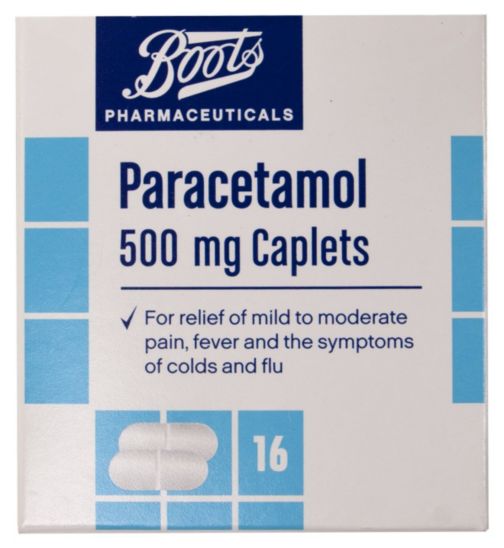 Boots
PHARMACEUTICALS
Paracetamol
500 mg Caplets
✓ For relief of mild to moderate
pain, fever and the symptoms
of colds and flu
16